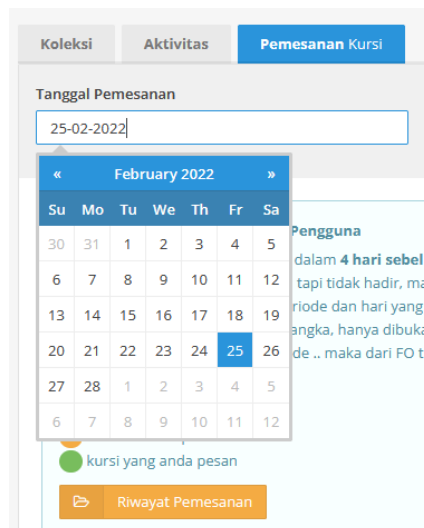 Koleksi Aktivitas Pemesanan Kursi
Tanggal Pemesanan
25-02-2022
« February 2022 »
Su Mo Tu We Th Fr Sa
30 31 1 2 3 4 5
6 7 8 9 10 11 12
13 14 15 16 17 18 19
20 21 22 23 24 25 26
27 28 1 2 3 4 5
6 7 8 9 10 11 12
Pengguna
dalam 4 hari sebel
tapi tidak hadir, ma
riode dan hari yang
angka, hanya dibuka
de .. maka dari FO t
kursi yang anda pesan
Riwayat Pemesanan